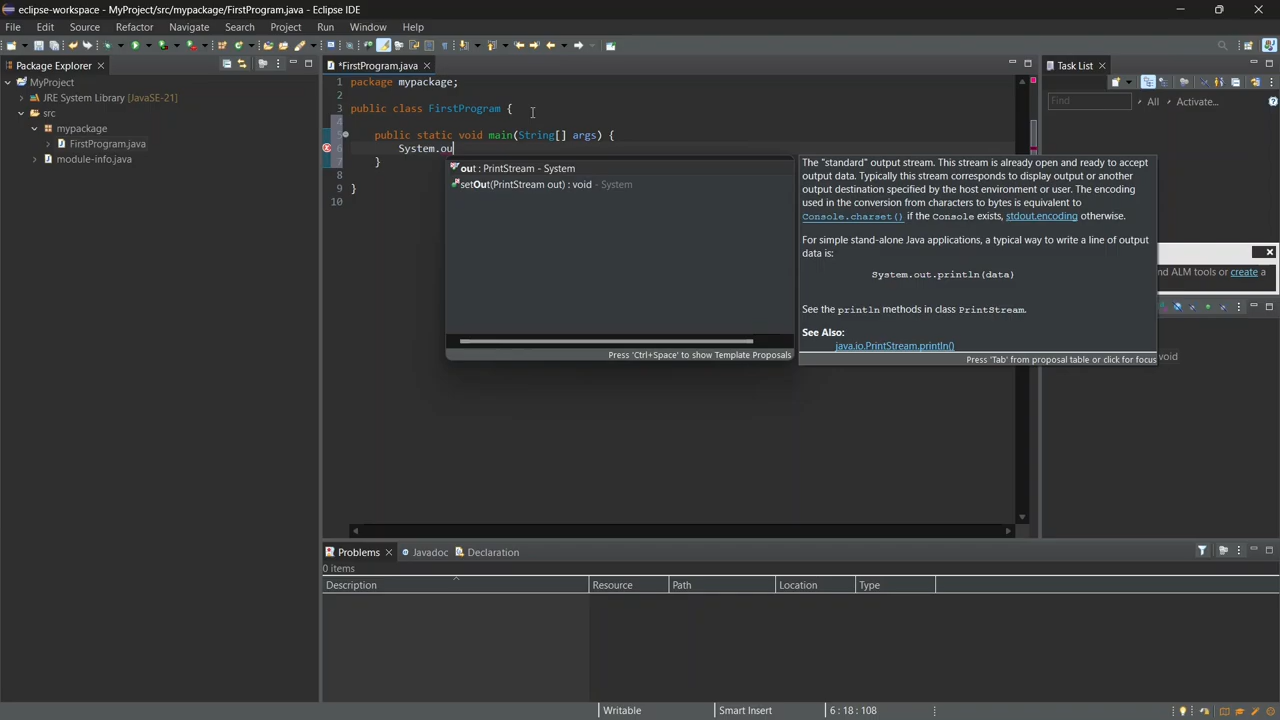 eclipse-workspace - MyProject/src/mypackage/FirstProgram.java - Eclipse IDE
File Edit Source Refactor Navigate Search Project Run Window Help
Package Explorer
*FirstProgram.java
Task List
MyProject
JRE System Library [JavaSE-21]
src
mypackage
FirstProgram.java
module-info.java
1 package mypackage;
2
3 public class FirstProgram {
4
5 public static void main(String[] args) {
6 System.ou
7 }
8
9 }
10
out : PrintStream - System
setOut(PrintStream out) : void - System
Press 'Ctrl+Space' to show Template Proposals
The "standard" output stream. This stream is already open and ready to accept
output data. Typically this stream corresponds to display output or another
output destination specified by the host environment or user. The encoding
used in the conversion from characters to bytes is equivalent to
Console.charset() if the Console exists, stdout.encoding otherwise.
For simple stand-alone Java applications, a typical way to write a line of output
data is:
System.out.println(data)
See the println methods in class PrintStream.
See Also:
java.io.PrintStream.println()
Press 'Tab' from proposal table or click for focus
Find All Activate...
nd ALM tools or create a
void
Problems Javadoc Declaration
0 items
Description Resource Path Location Type
Writable Smart Insert 6 : 18 : 108